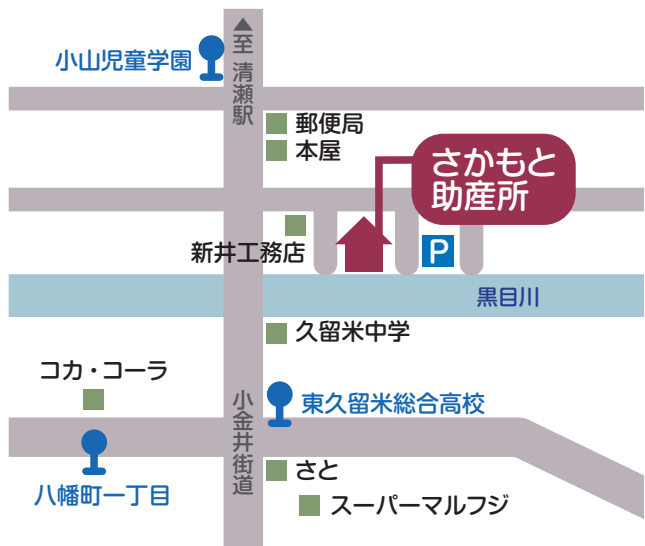 ▲至 清瀬駅
小山児童学園
郵便局
本屋
さかもと
助産所
新井工務店
P
黒目川
久留米中学
コカ・コーラ
小金井街道
東久留米総合高校
八幡町一丁目
さと
スーパーマルフジ